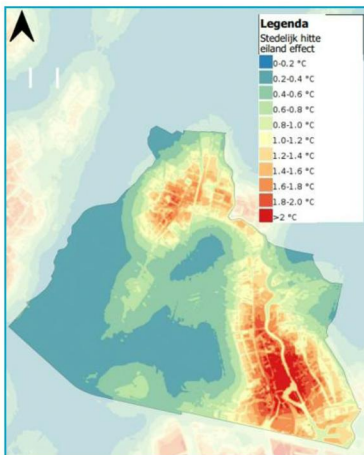 Legenda
Stedelijk hitte
eiland effect
0-0.2 °C
0.2-0.4 °C
0.4-0.6 °C
0.6-0.8 °C
0.8-1.0 °C
1.0-1.2 °C
1.2-1.4 °C
1.4-1.6 °C
1.6-1.8 °C
1.8-2.0 °C
>2 °C